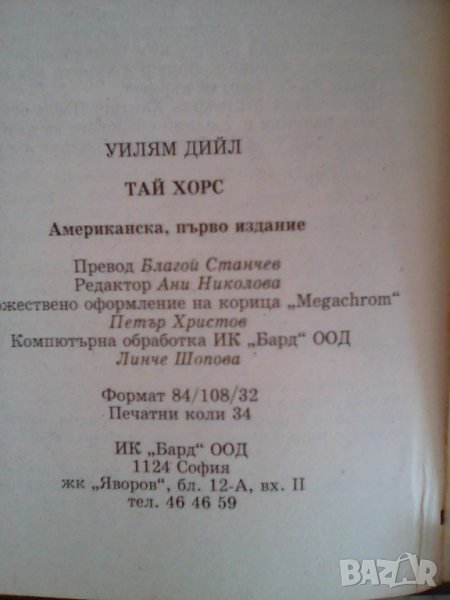 УИЛЯМ ДИЙЛ
ТАЙ ХОРС
Американска, първо издание
Превод Благой Станчев
Редактор Ани Николова
ожествено оформление на корица „Megachrom“
Петър Христов
Компютърна обработка ИК „Бард“ ООД
Линче Шопова
Формат 84/108/32
Печатни коли 34
ИК „Бард“ ООД
1124 София
жк „Яворов“, бл. 12-А, вх. II
тел. 46 46 59
BAZAR
bg